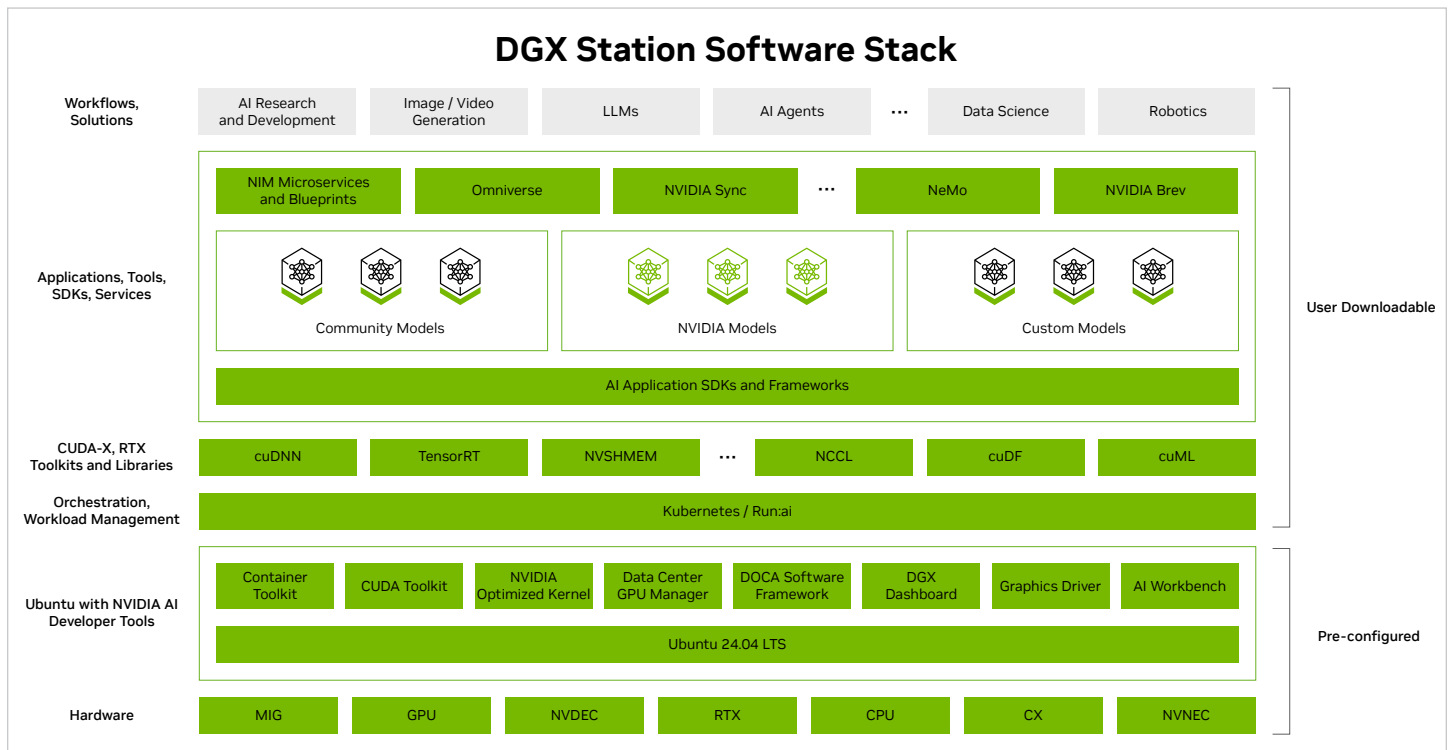 DGX Station Software Stack
Workflows,
Solutions
AI Research
and Development
Image / Video
Generation
LLMs
AI Agents
...
Data Science
Robotics
Applications, Tools,
SDKs, Services
NIM Microservices
and Blueprints
Omniverse
NVIDIA Sync
...
NeMo
NVIDIA Brev
Community Models
NVIDIA Models
Custom Models
AI Application SDKs and Frameworks
User Downloadable
CUDA-X, RTX
Toolkits and Libraries
cuDNN
TensorRT
NVSHMEM
...
NCCL
cuDF
cuML
Orchestration,
Workload Management
Kubernetes / Run:ai
Ubuntu with NVIDIA AI
Developer Tools
Container
Toolkit
CUDA Toolkit
NVIDIA
Optimized Kernel
Data Center
GPU Manager
DOCA Software
Framework
DGX
Dashboard
Graphics Driver
AI Workbench
Ubuntu 24.04 LTS
Pre-configured
Hardware
MIG
GPU
NVDEC
RTX
CPU
CX
NVNEC